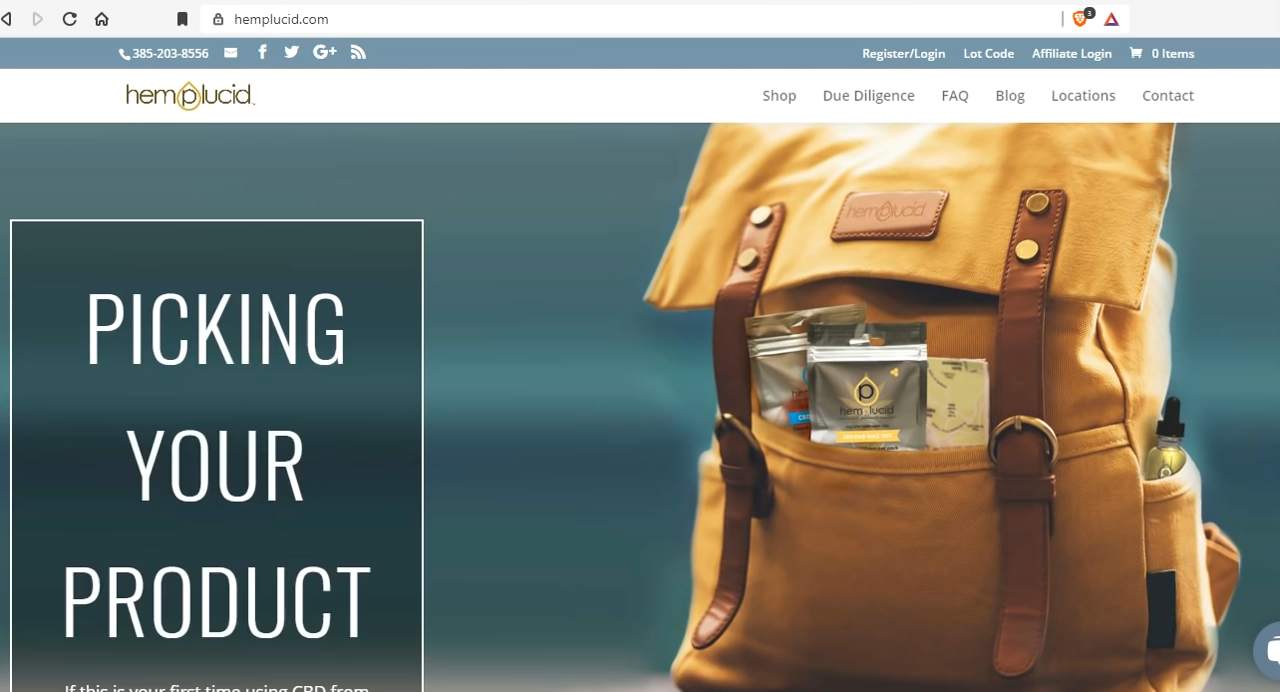 hemplucid.com
3
385-203-8556
Register/Login Lot Code Affiliate Login 0 Items
hemplucid
Shop Due Diligence FAQ Blog Locations Contact
hemplucid
hemplucid
PICKING
YOUR
PRODUCT
If this is your first time using CBD from